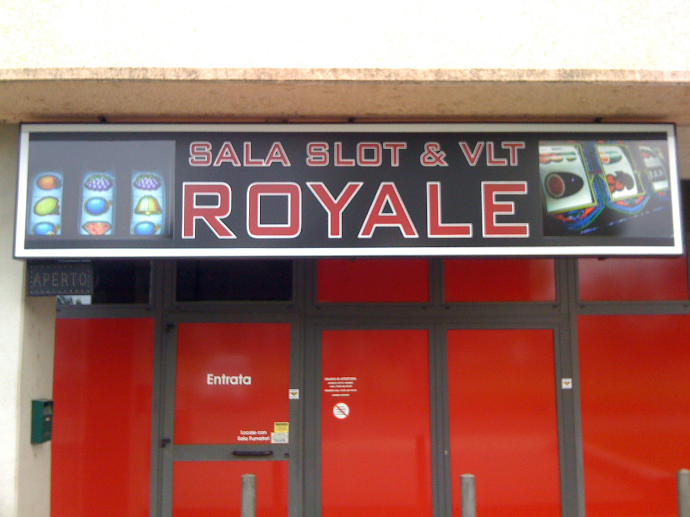 SALA SLOT & VLT
ROYALE
APERTO
Entrata
Locale con
Sala Fumatori